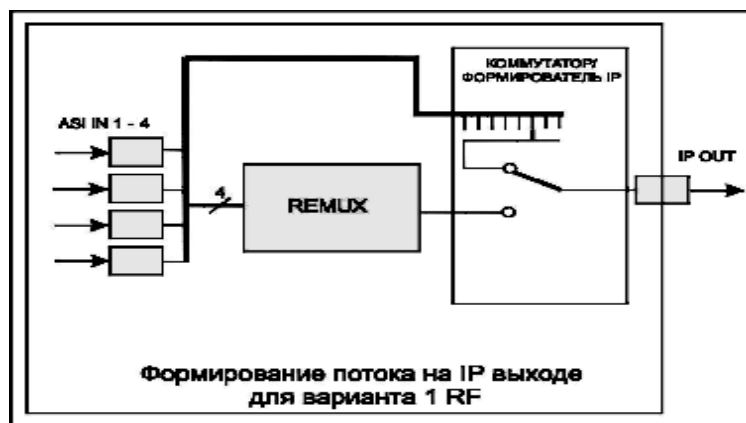 КОММУТАТОР/
ФОРМИРОВАТЕЛЬ IP
ASI IN 1 - 4
IP OUT
4
REMUX
Формирование потока на IP выходе
для варианта 1 RF